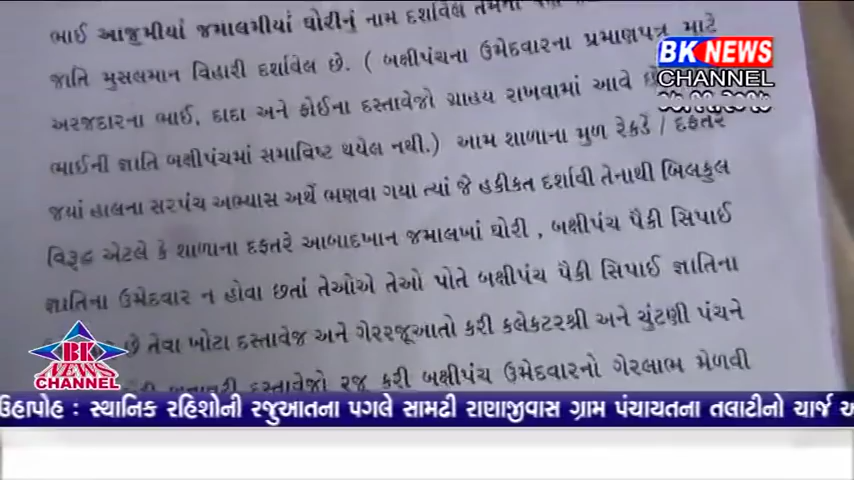 ભાઈ આજુમીયાં જમાલમીયાં ઘોરીનું નામ દર્શાવેલ તેમના
જાતિ મુસલમાન વિહારી દર્શાવેલ છે. ( બક્ષીપંચના ઉમેદવારના પ્રમાણપત્ર માટે
BK NEWS
CHANNEL
અરજદારના ભાઈ, દાદા અને ફોઈના દસ્તાવેજો ગ્રાહય રાખવામાં આવે
ભાઈની જ્ઞાતિ બક્ષીપંચમાં સમાવિષ્ટ થયેલ નથી.) આમ શાળાના મુળ રેકર્ડ / દફતરે
જયાં હાલના સરપંચ અભ્યાસ અર્થે ભણવા ગયા ત્યાં જે હકીકત દર્શાવી તેનાથી બિલકુલ
વિરૂદ્ધ એટલે કે શાળાના દફતરે આબાદખાન જમાલખાં ઘોરી , બક્ષીપંચ પૈકી સિપાઈ
જ્ઞાતિના ઉમેદવાર ન હોવા છતાં તેઓએ તેઓ પોતે બક્ષીપંચ પૈકી સિપાઈ જ્ઞાતિના
છે તેવા ખોટા દસ્તાવેજ અને ગેરરજૂઆતો કરી કલેકટરશ્રી અને ચુંટણી પંચને
દસ્તાવેજો રજૂ કરી બક્ષીપંચ ઉમેદવારનો ગેરલાભ મેળવી
BK
NEWS
CHANNEL
ઉહાપોહ : સ્થાનિક રહિશોની રજુઆતના પગલે સામઢી રાણાજીવાસ ગ્રામ પંચાયતના તલાટીનો ચાર્જ